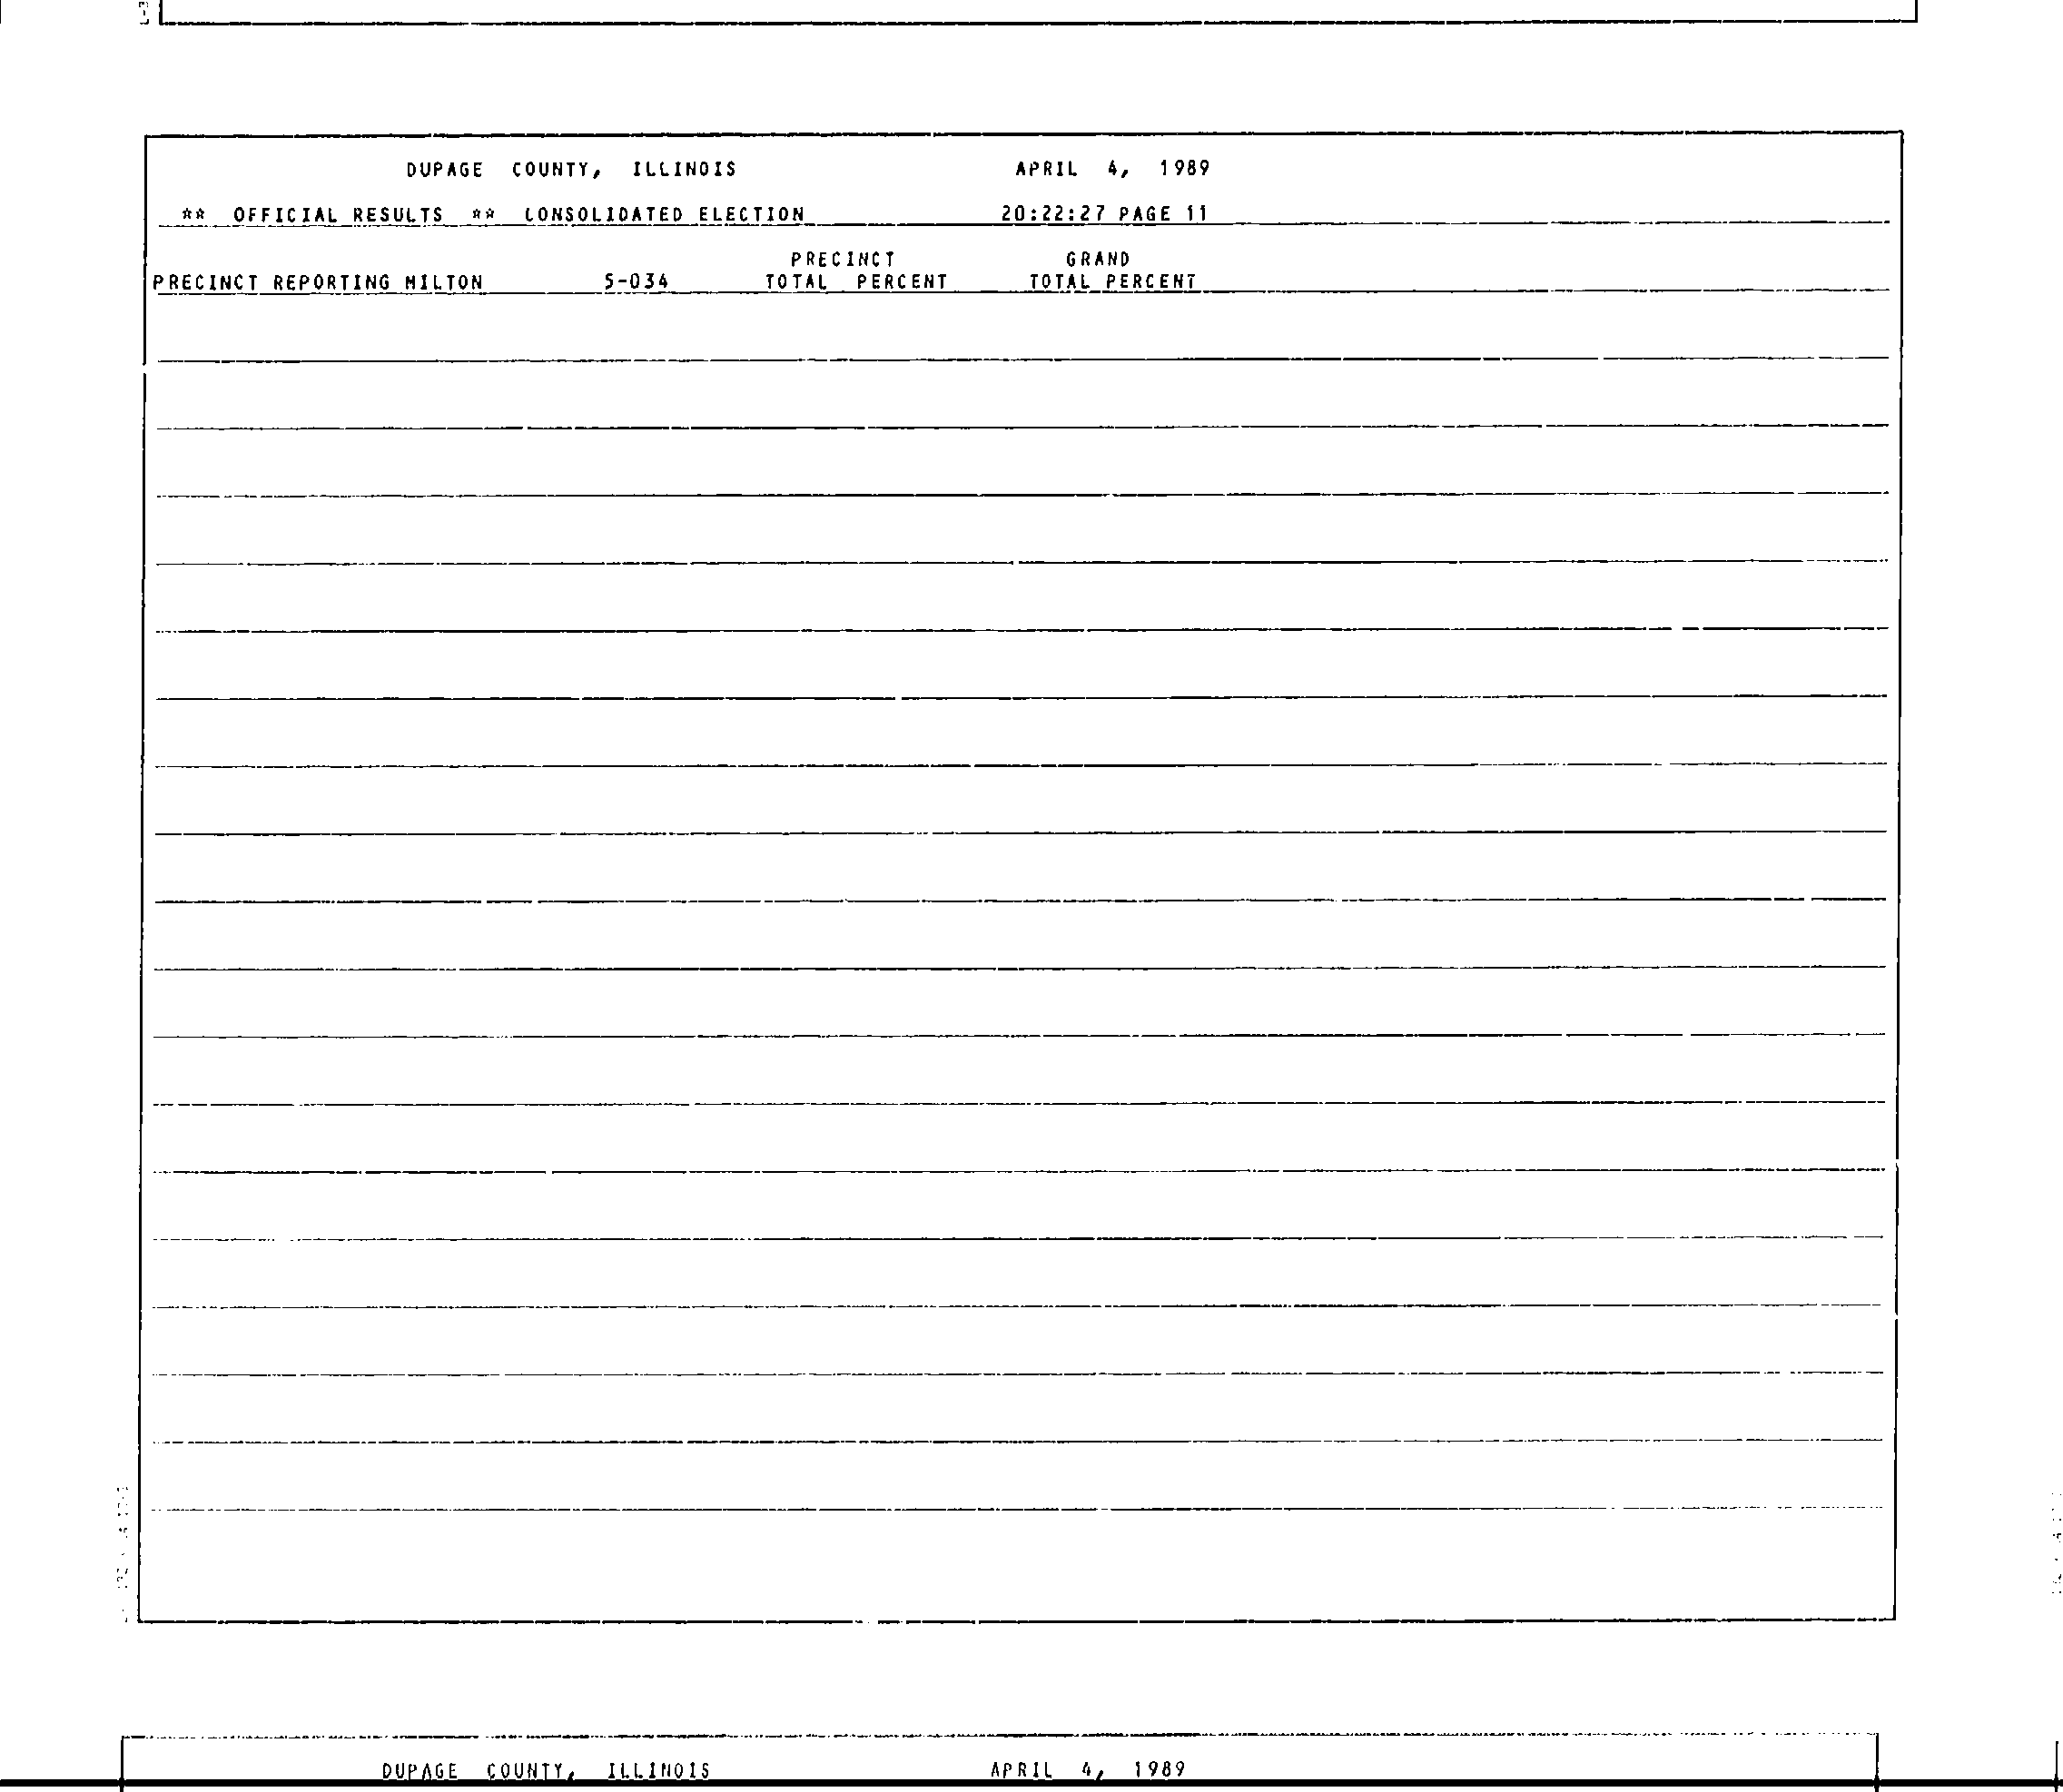 DUPAGE COUNTY, ILLINOIS APRIL 4, 1989
** OFFICIAL RESULTS ** CONSOLIDATED ELECTION 20:22:27 PAGE 11
PRECINCT GRAND
PRECINCT REPORTING MILTON 5-034 TOTAL PERCENT TOTAL PERCENT
DUPAGE COUNTY, ILLINOIS APRIL 4, 1989